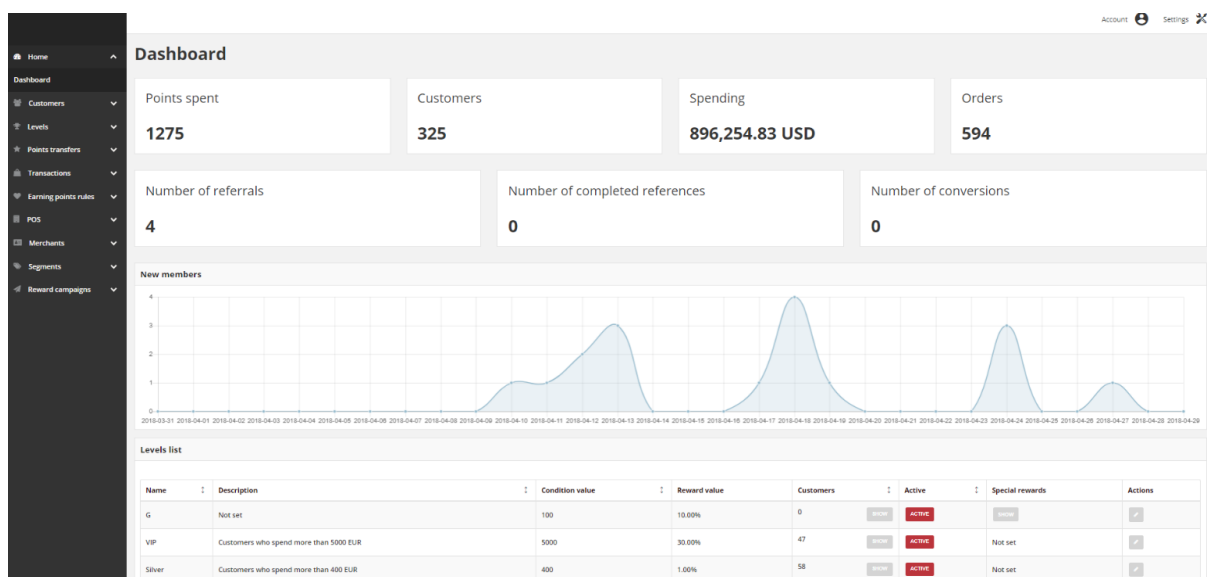 Account Settings
Home
Dashboard
Customers
Levels
Points transfers
Transactions
Earning points rules
POS
Merchants
Segments
Reward campaigns
Dashboard
Points spent Customers Spending Orders
1275 325 896,254.83 USD 594
Number of referrals Number of completed references Number of conversions
4 0 0
New members
4
3
2
1
0
2018-03-31 2018-04-01 2018-04-02 2018-04-03 2018-04-04 2018-04-05 2018-04-06 2018-04-07 2018-04-08 2018-04-09 2018-04-10 2018-04-11 2018-04-12 2018-04-13 2018-04-14 2018-04-15 2018-04-16 2018-04-17 2018-04-18 2018-04-19 2018-04-20 2018-04-21 2018-04-22 2018-04-23 2018-04-24 2018-04-25 2018-04-26 2018-04-27 2018-04-28 2018-04-29
Levels list
Name Description Condition value Reward value Customers Active Special rewards Actions
G Not set 100 10.00% 0 SHOW ACTIVE SHOW
VIP Customers who spend more than 5000 EUR 5000 30.00% 47 SHOW ACTIVE Not set
Silver Customers who spend more than 400 EUR 400 1.00% 58 SHOW ACTIVE Not set